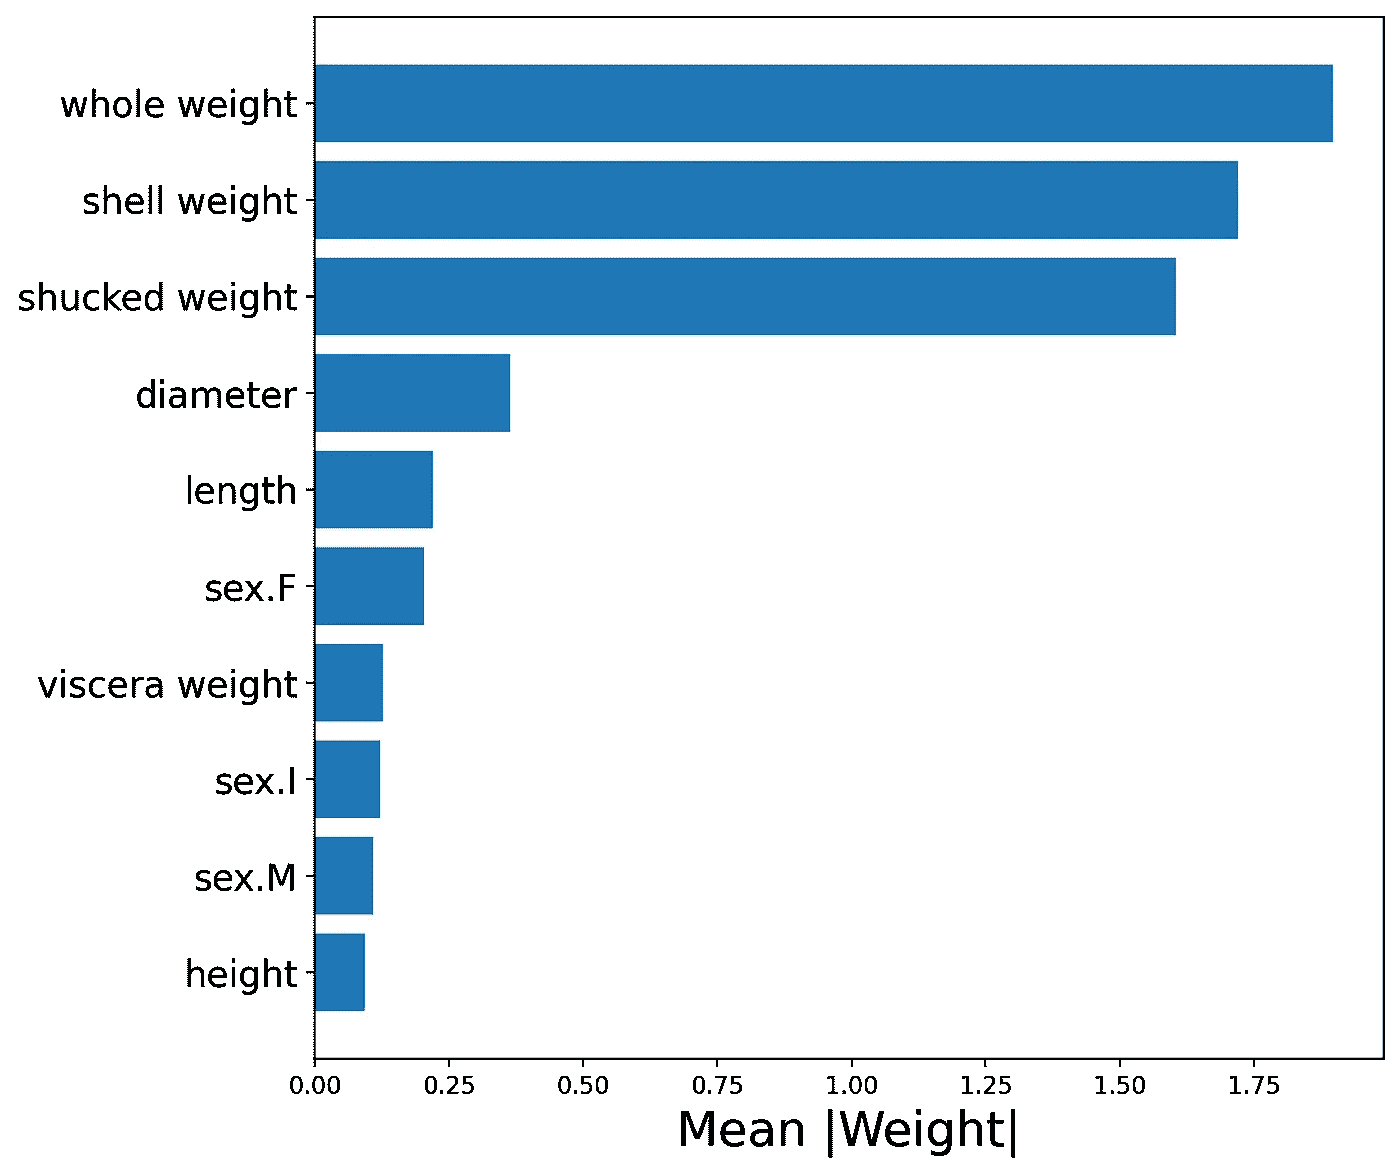 whole weight
shell weight
shucked weight
diameter
length
sex.F
viscera weight
sex.I
sex.M
height
0.00 0.25 0.50 0.75 1.00 1.25 1.50 1.75
Mean |Weight|